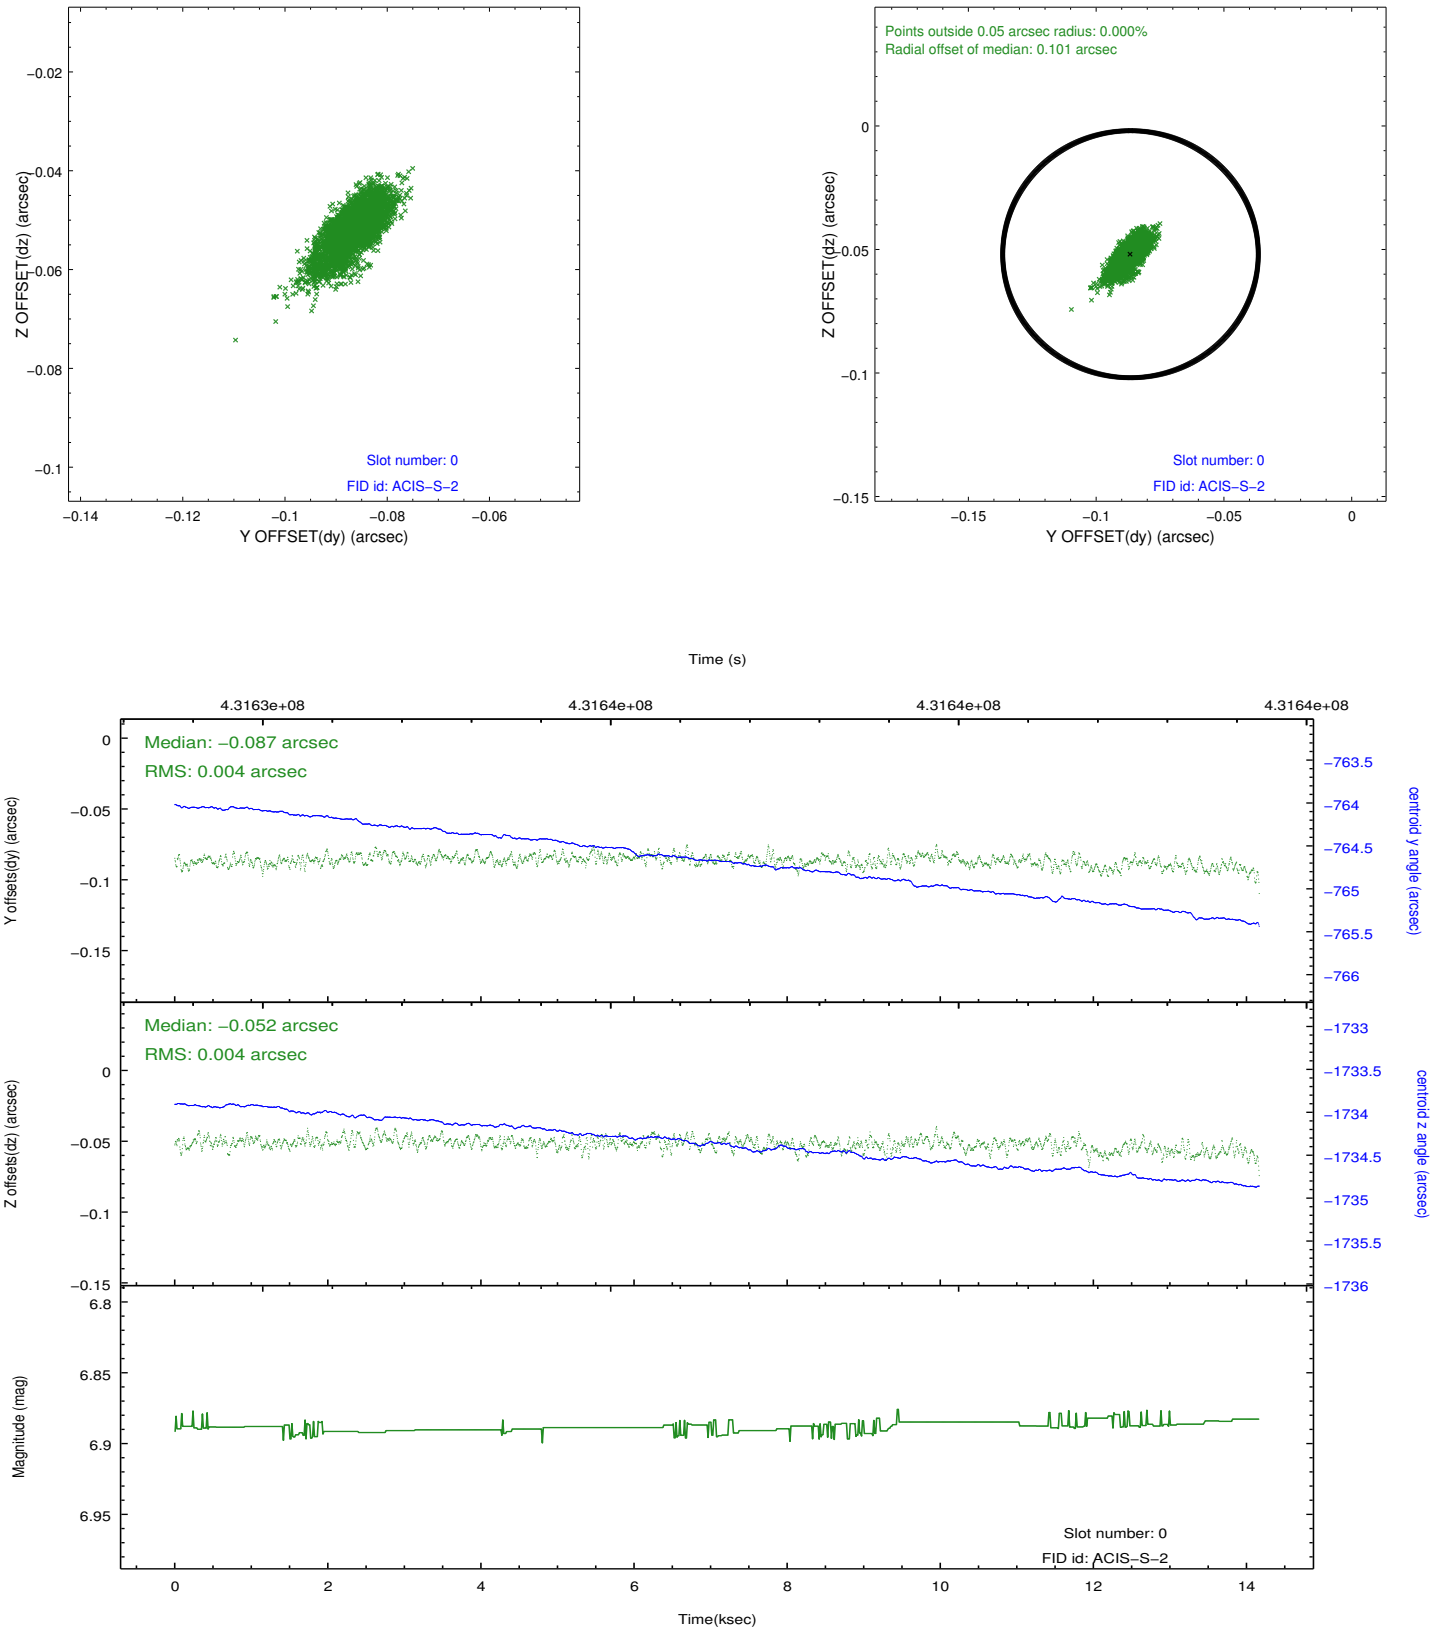 −0.02
−0.04
−0.06
−0.08
−0.1
Z OFFSET(dz) (arcsec)
Slot number: 0
FID id: ACIS−S−2
−0.14
−0.12
−0.1
−0.08
−0.06
Y OFFSET(dy) (arcsec)
Points outside 0.05 arcsec radius: 0.000%
Radial offset of median: 0.101 arcsec
0
−0.05
−0.1
−0.15
Z OFFSET(dz) (arcsec)
Slot number: 0
FID id: ACIS−S−2
−0.15
−0.1
−0.05
0
Y OFFSET(dy) (arcsec)
Time (s)
4.3163e+08
4.3164e+08
4.3164e+08
4.3164e+08
Median: −0.087 arcsec
RMS: 0.004 arcsec
0
−0.05
−0.1
−0.15
Y offsets(dy) (arcsec)
−763.5
−764
−764.5
−765
−765.5
−766
centroid y angle (arcsec)
Median: −0.052 arcsec
RMS: 0.004 arcsec
0
−0.05
−0.1
−0.15
Z offsets(dz) (arcsec)
−1733
−1733.5
−1734
−1734.5
−1735
−1735.5
−1736
centroid z angle (arcsec)
6.8
6.85
6.9
6.95
Magnitude (mag)
Slot number: 0
FID id: ACIS−S−2
0
2
4
6
8
10
12
14
Time(ksec)